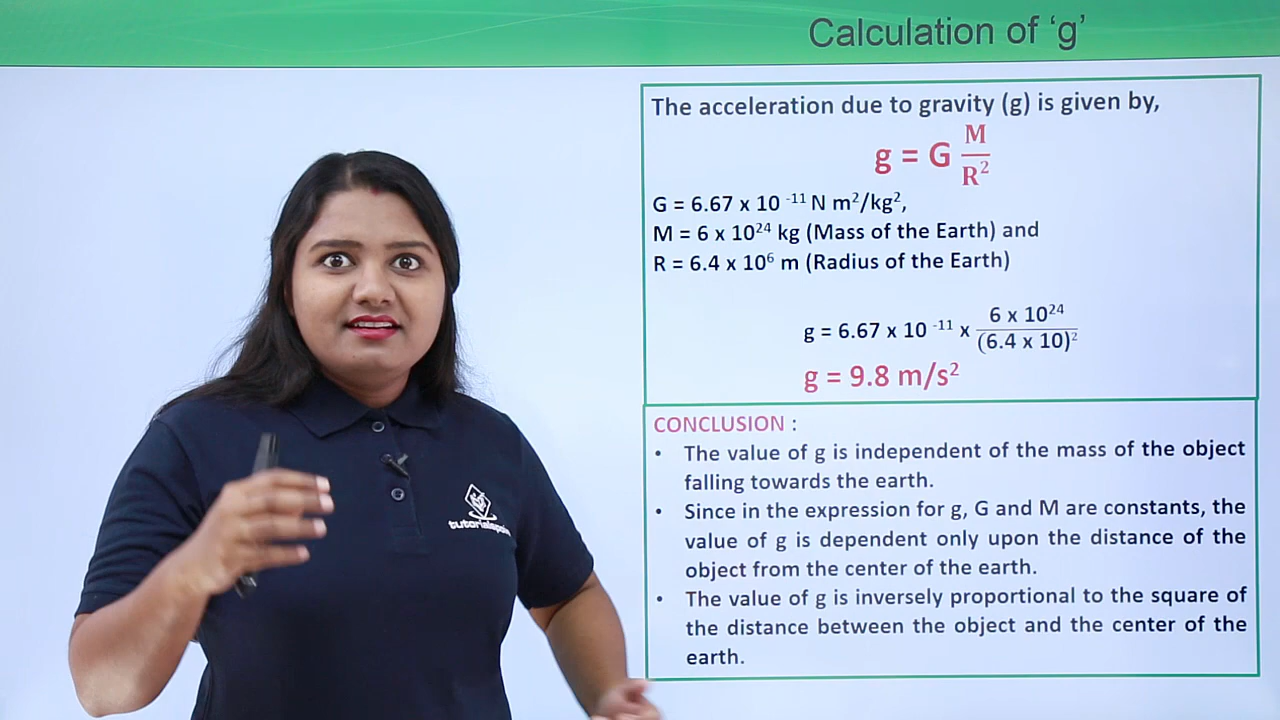 Calculation of ‘g’
The acceleration due to gravity (g) is given by,
g = G M/R²
G = 6.67 x 10 ⁻¹¹ N m²/kg²,
M = 6 x 10²⁴ kg (Mass of the Earth) and
R = 6.4 x 10⁶ m (Radius of the Earth)
g = 6.67 x 10 ⁻¹¹ x 6 x 10²⁴/(6.4 x 10)²
g = 9.8 m/s²
CONCLUSION :
• The value of g is independent of the mass of the object
falling towards the earth.
• Since in the expression for g, G and M are constants, the
value of g is dependent only upon the distance of the
object from the center of the earth.
• The value of g is inversely proportional to the square of
the distance between the object and the center of the
earth.